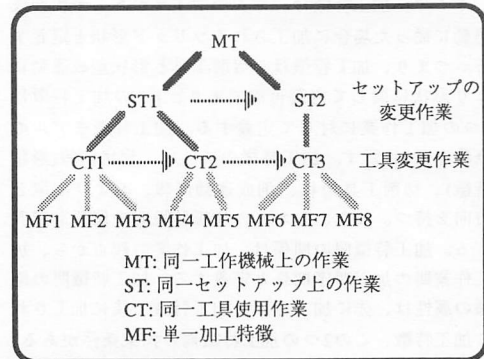 MT
ST1 ST2
セットアップの
変更作業
CT1 CT2 CT3
工具変更作業
MF1 MF2 MF3 MF4 MF5 MF6 MF7 MF8
MT: 同一工作機械上の作業
ST: 同一セットアップ上の作業
CT: 同一工具使用作業
MF: 単一加工特徴